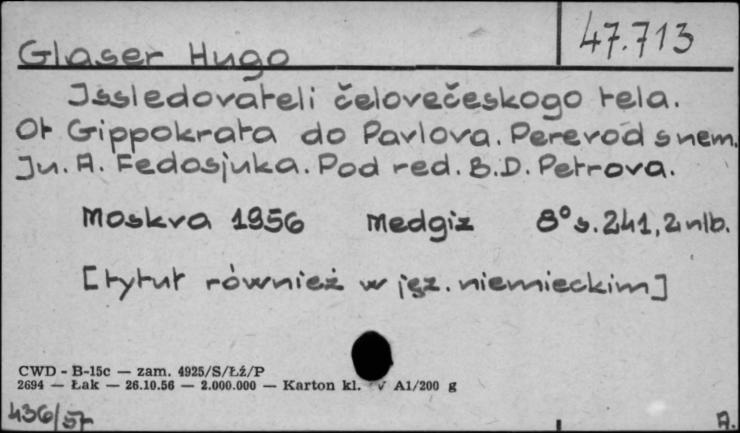 47.713
Glaser Hugo
Issledovateli čelovečeskogo tela.
Ot Gippokrata do Pavlova. Perevod s nem.
Ju. A. Fedosjuka. Pod red. B.D. Petrova.
Moskva 1956 Medgiz 8° s. 241, 2 nlb.
[tytuł również w jęz. niemieckim]
CWD - B-15c — zam. 4925/S/Łź/P
2694 — Łak — 26.10.56 — 2.000.000 — Karton kl. V A1/200 g
436/57 A.